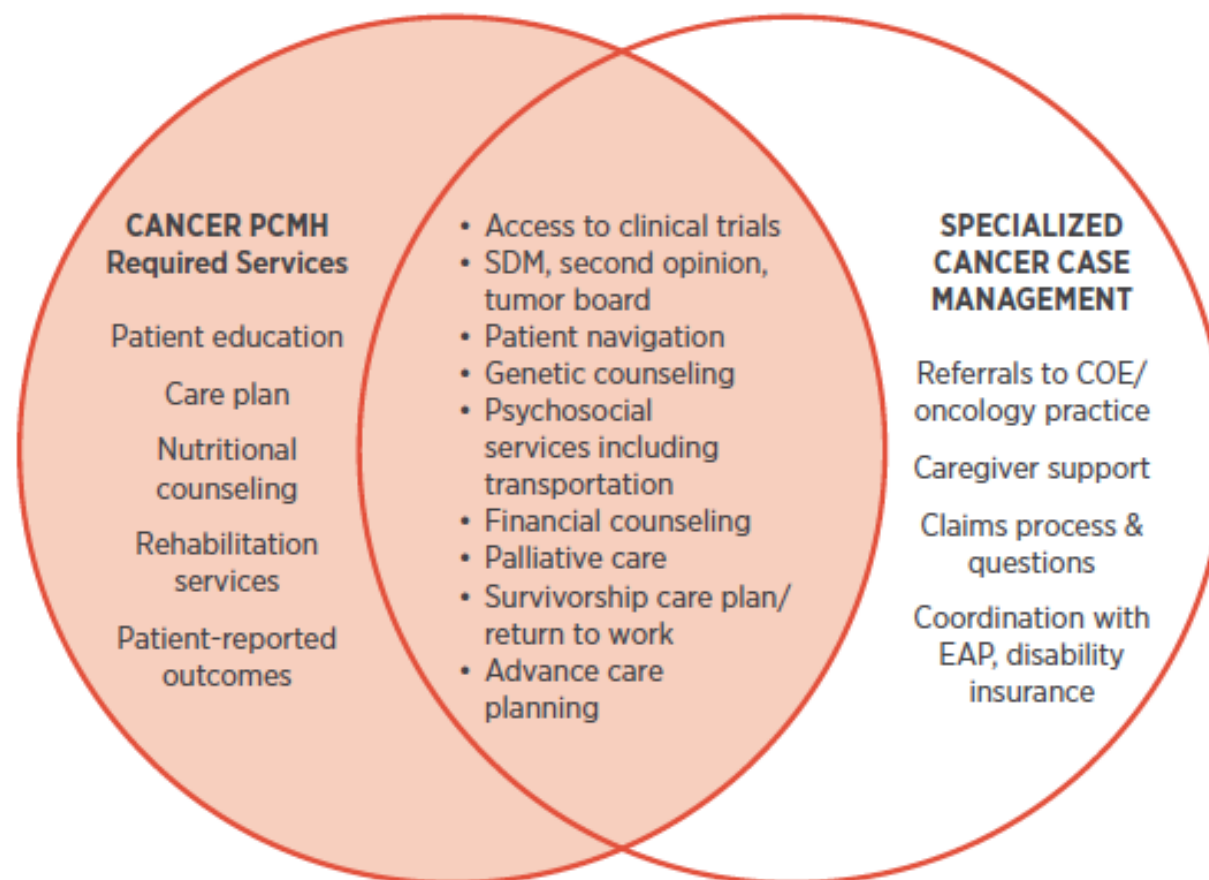 CANCER PCMH
Required Services
Patient education
Care plan
Nutritional
counseling
Rehabilitation
services
Patient-reported
outcomes
• Access to clinical trials
• SDM, second opinion,
tumor board
• Patient navigation
• Genetic counseling
• Psychosocial
services including
transportation
• Financial counseling
• Palliative care
• Survivorship care plan/
return to work
• Advance care
planning
SPECIALIZED
CANCER CASE
MANAGEMENT
Referrals to COE/
oncology practice
Caregiver support
Claims process &
questions
Coordination with
EAP, disability
insurance